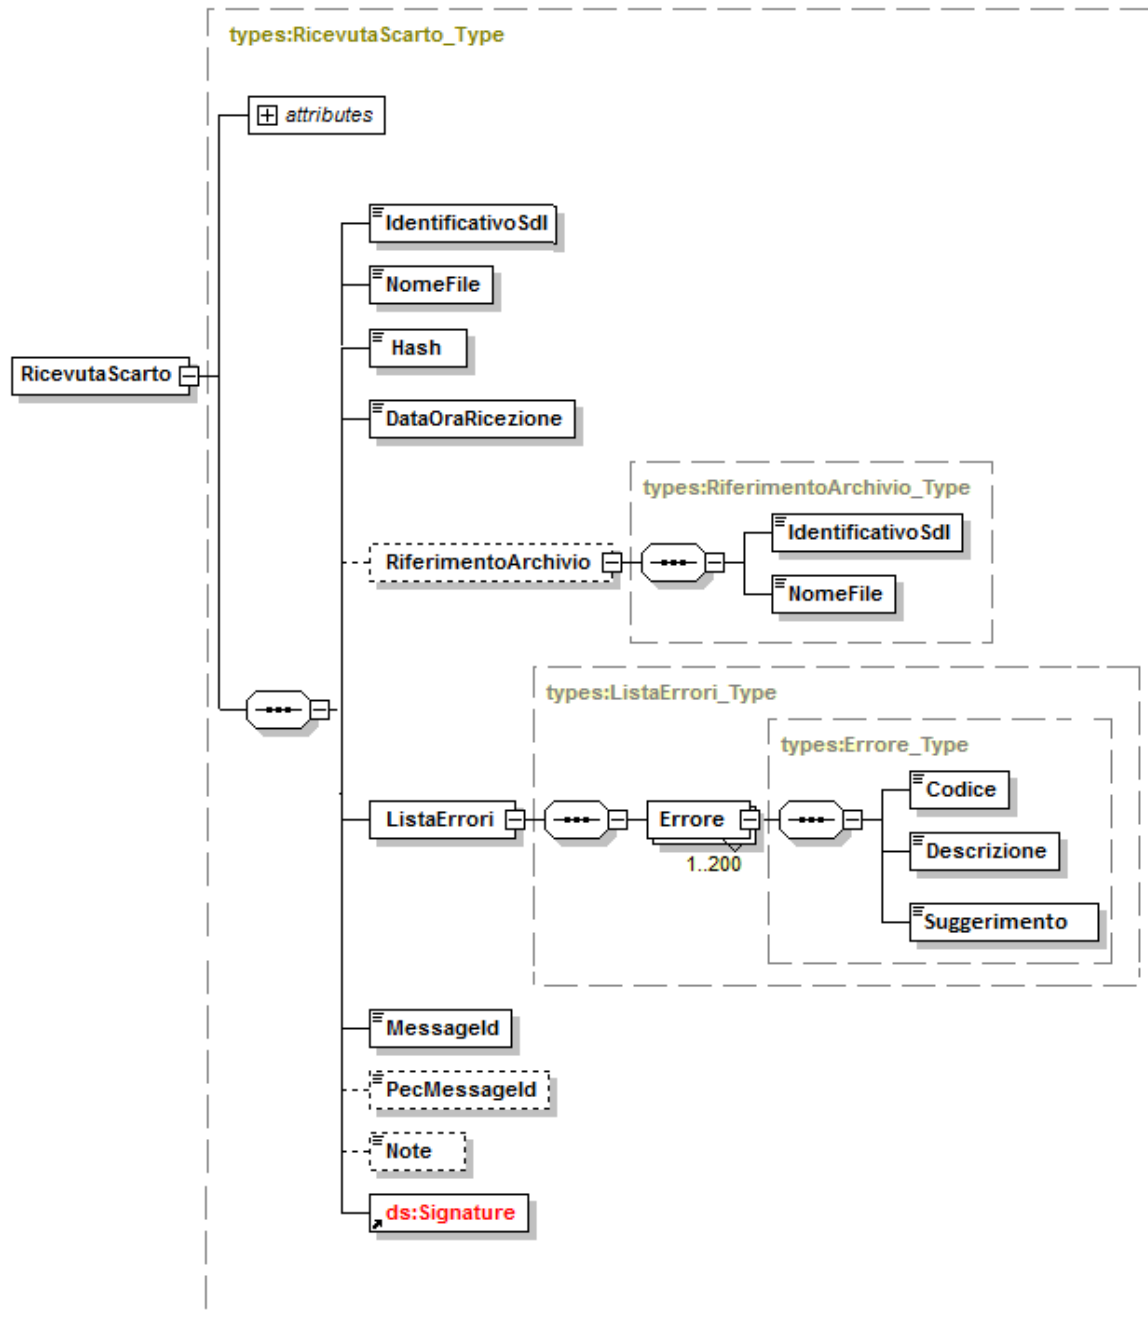 types:RicevutaScarto_Type
attributes
IdentificativoSdI
NomeFile
Hash
RicevutaScarto
DataOraRicezione
types:RiferimentoArchivio_Type
IdentificativoSdI
RiferimentoArchivio
NomeFile
types:ListaErrori_Type
types:Errore_Type
Codice
ListaErrori
Errore
Descrizione
1..200
Suggerimento
MessageId
PecMessageId
Note
ds:Signature